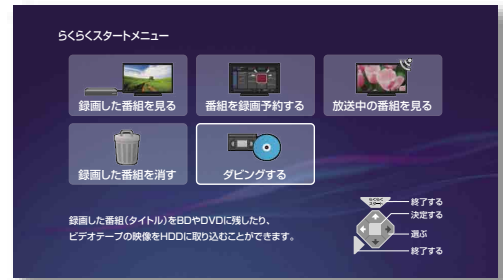 らくらくスタートメニュー
録画した番組を見る
番組を録画予約する
放送中の番組を見る
録画した番組を消す
ダビングする
録画した番組(タイトル)をBDやDVDに残したり、
ビデオテープの映像をHDDに取り込むことができます。
終了する
決定する
選ぶ
終了する